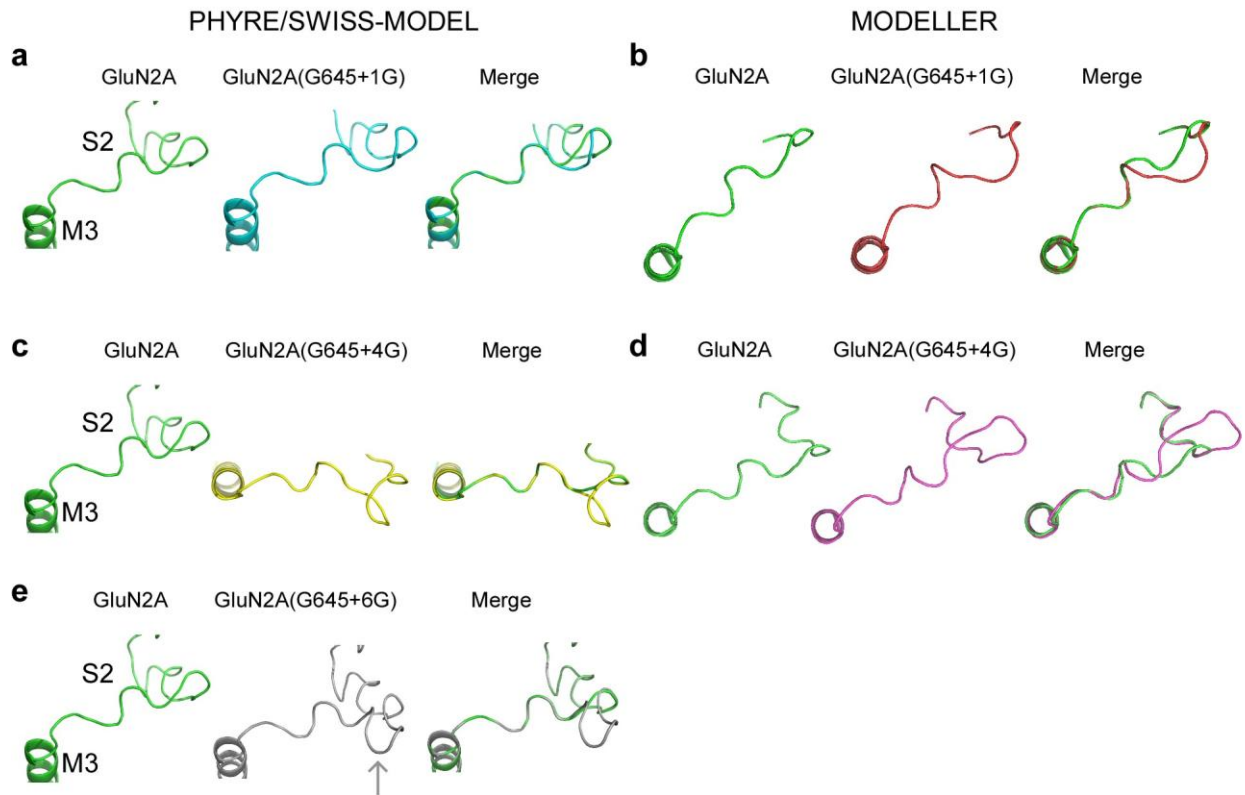 PHYRE/SWISS-MODEL MODELLER
a b
GluN2A GluN2A(G645+1G) Merge GluN2A GluN2A(G645+1G) Merge
S2
M3
c d
GluN2A GluN2A(G645+4G) Merge GluN2A GluN2A(G645+4G) Merge
S2
M3
e
GluN2A GluN2A(G645+6G) Merge
S2
M3